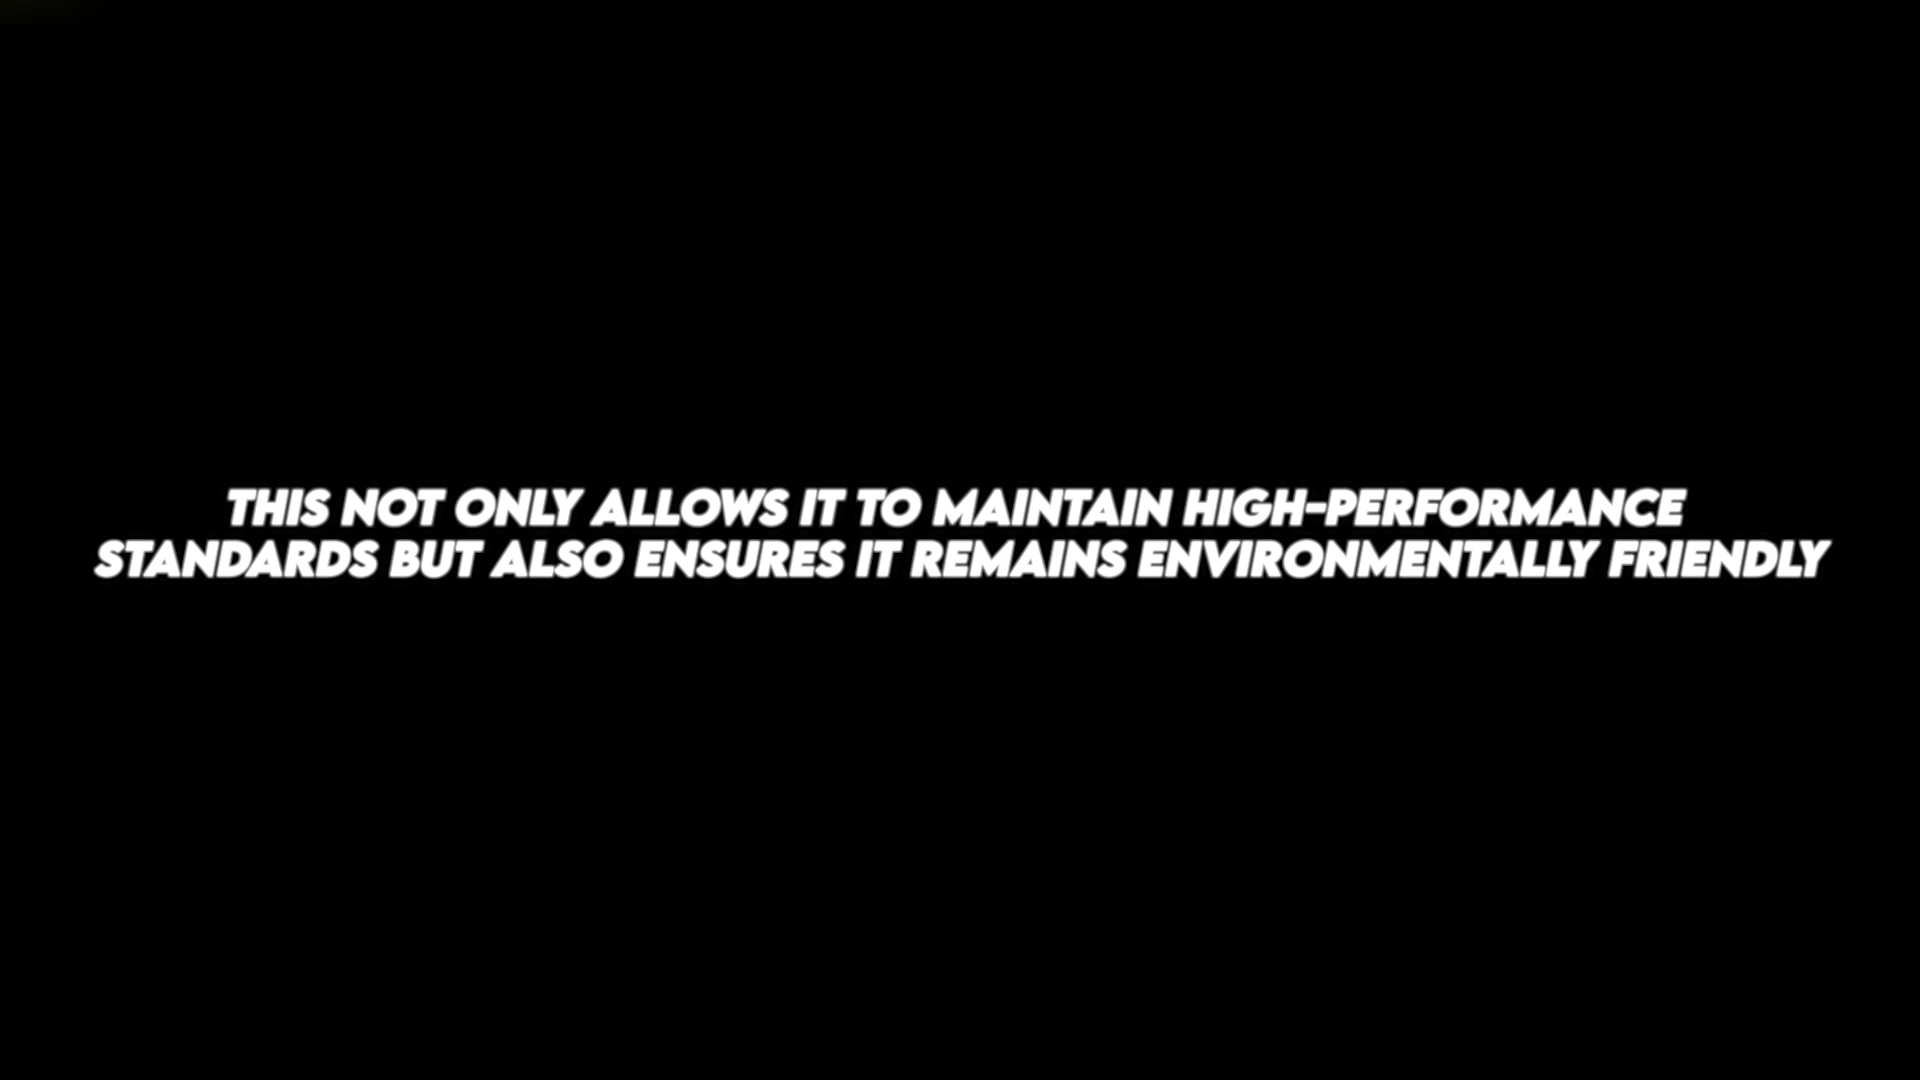 THIS NOT ONLY ALLOWS IT TO MAINTAIN HIGH-PERFORMANCE
STANDARDS BUT ALSO ENSURES IT REMAINS ENVIRONMENTALLY FRIENDLY